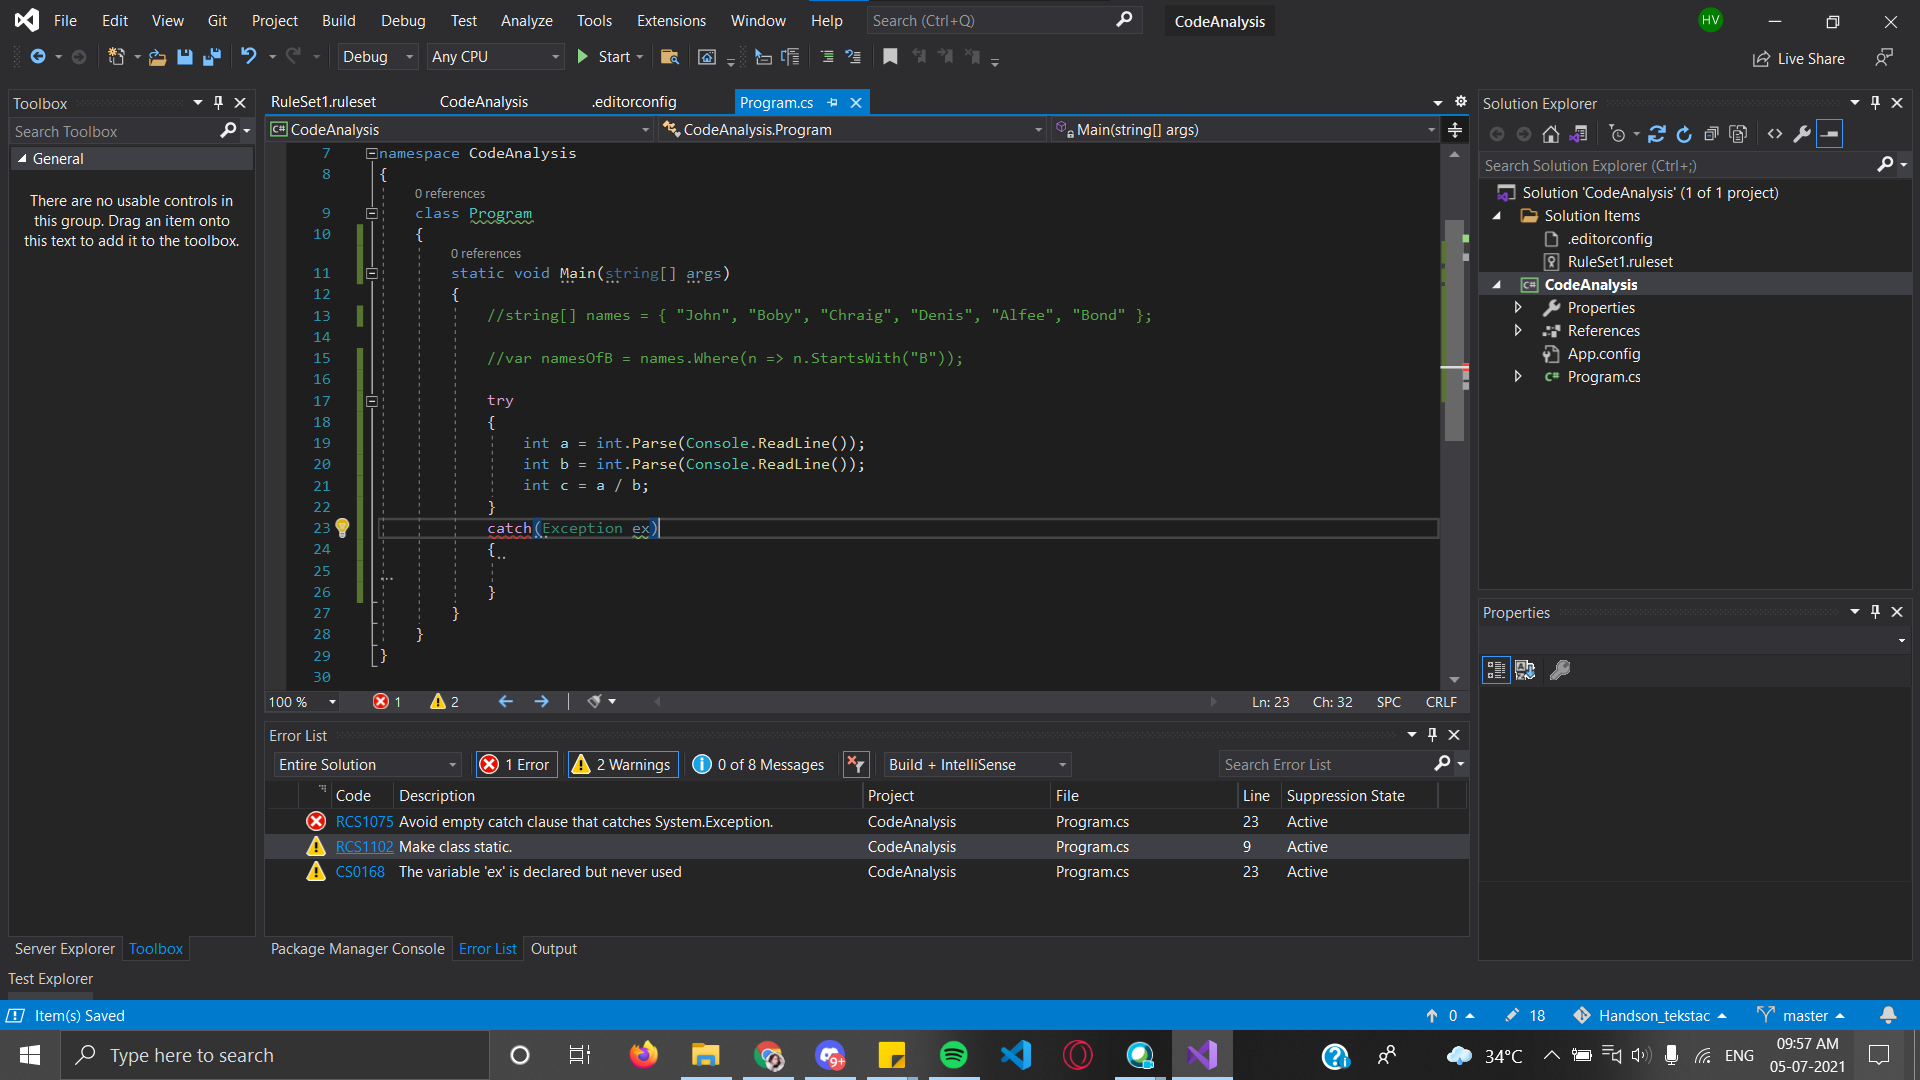 File Edit View Git Project Build Debug Test Analyze Tools Extensions Window Help Search (Ctrl+Q) CodeAnalysis HV
Debug Any CPU Start Live Share
Toolbox
Search Toolbox
General
There are no usable controls in
this group. Drag an item onto
this text to add it to the toolbox.
RuleSet1.ruleset CodeAnalysis .editorconfig Program.cs
C# CodeAnalysis CodeAnalysis.Program Main(string[] args)
7 namespace CodeAnalysis
8 {
0 references
9 class Program
10 {
0 references
11 static void Main(string[] args)
12 {
13 //string[] names = { "John", "Boby", "Chraig", "Denis", "Alfee", "Bond" };
14
15 //var namesOfB = names.Where(n => n.StartsWith("B"));
16
17 try
18 {
19 int a = int.Parse(Console.ReadLine());
20 int b = int.Parse(Console.ReadLine());
21 int c = a / b;
22 }
23 catch(Exception ex)
24 {
25
26 }
27 }
28 }
29 }
30
100 % 1 2 Ln: 23 Ch: 32 SPC CRLF
Error List
Entire Solution 1 Error 2 Warnings 0 of 8 Messages Build + IntelliSense Search Error List
Code Description Project File Line Suppression State
RCS1075 Avoid empty catch clause that catches System.Exception. CodeAnalysis Program.cs 23 Active
RCS1102 Make class static. CodeAnalysis Program.cs 9 Active
CS0168 The variable 'ex' is declared but never used CodeAnalysis Program.cs 23 Active
Package Manager Console Error List Output
Solution Explorer
Search Solution Explorer (Ctrl+;)
Solution 'CodeAnalysis' (1 of 1 project)
Solution Items
.editorconfig
RuleSet1.ruleset
C# CodeAnalysis
Properties
References
App.config
C# Program.cs
Properties
Server Explorer Toolbox
Test Explorer
Item(s) Saved 0 18 Handson_tekstac master
Type here to search 9+ 34°C ENG 09:57 AM
05-07-2021